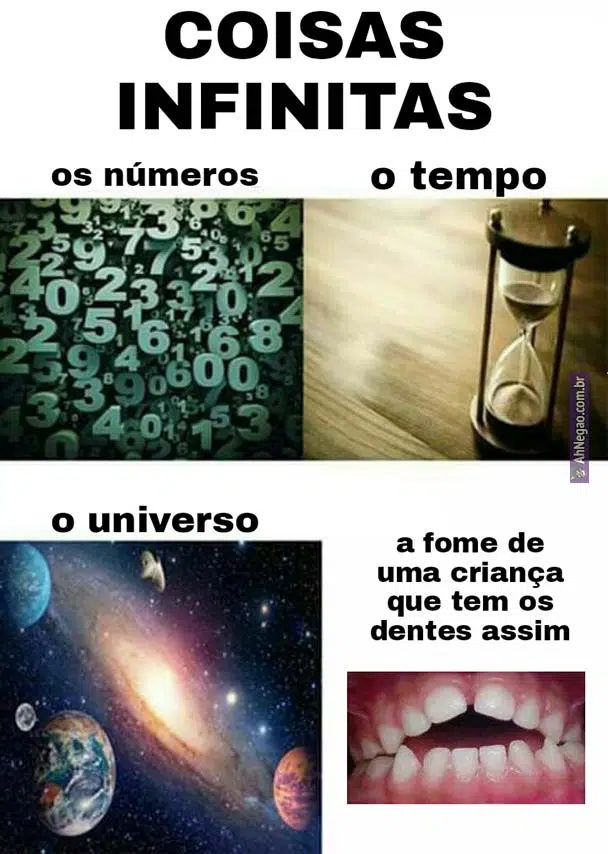 COISAS
INFINITAS
os números
o tempo
AhNegao.com.br
o universo
a fome de
uma criança
que tem os
dentes assim